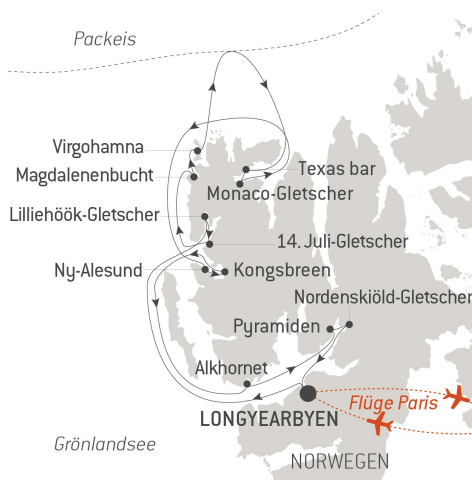 Packeis
Virgohamna
Magdalenenbucht
Texas bar
Monaco-Gletscher
Lilliehöök-Gletscher
14. Juli-Gletscher
Ny-Alesund
Kongsbreen
Nordenskiöld-Gletscher
Pyramiden
Alkhornet
Flüge Paris
LONGYEARBYEN
Grönlandsee
NORWEGEN